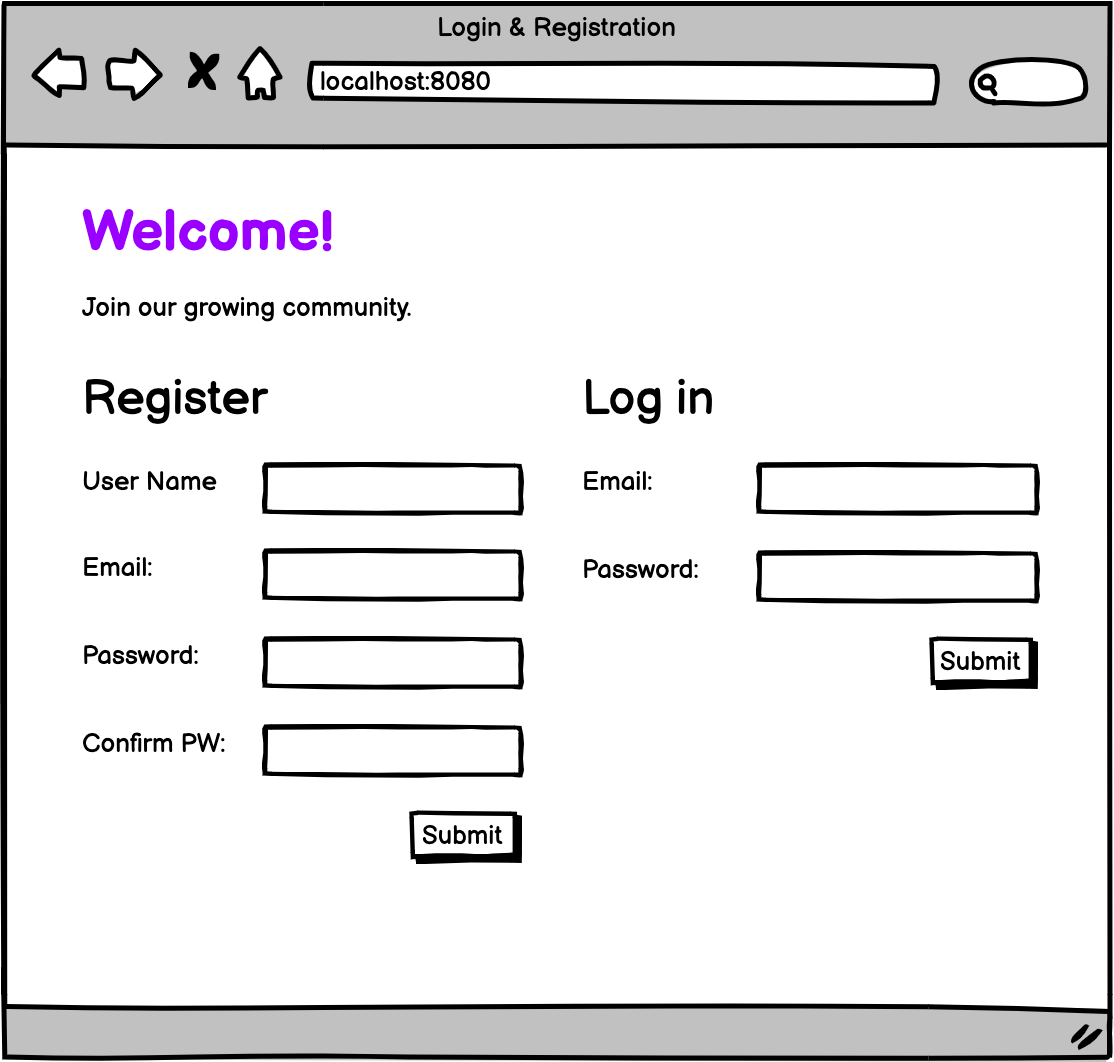 Login & Registration
localhost:8080
Welcome!
Join our growing community.
Register
User Name
Email:
Password:
Confirm PW:
Submit
Log in
Email:
Password:
Submit